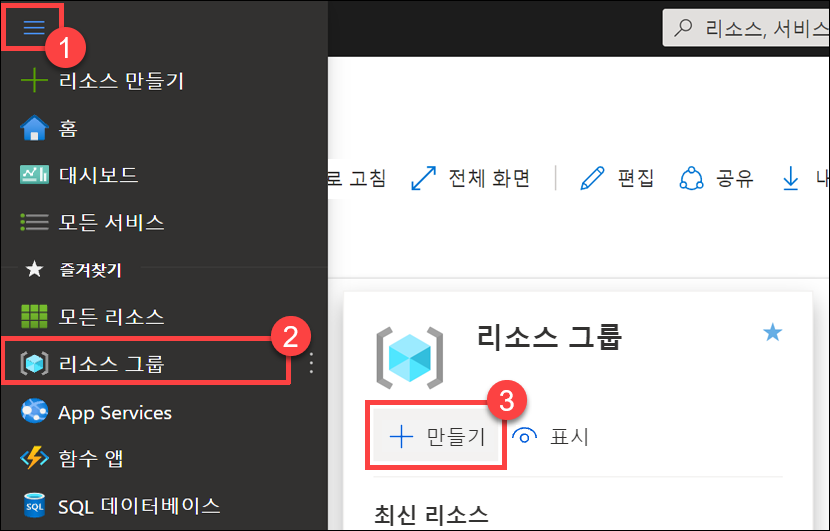 1
리소스, 서비스
리소스 만들기
홈
대시보드
모든 서비스
즐겨찾기
모든 리소스
2
리소스 그룹
App Services
함수 앱
SQL
SQL 데이터베이스
로 고침
전체 화면
편집
공유
내
리소스 그룹
3
만들기
표시
최신 리소스